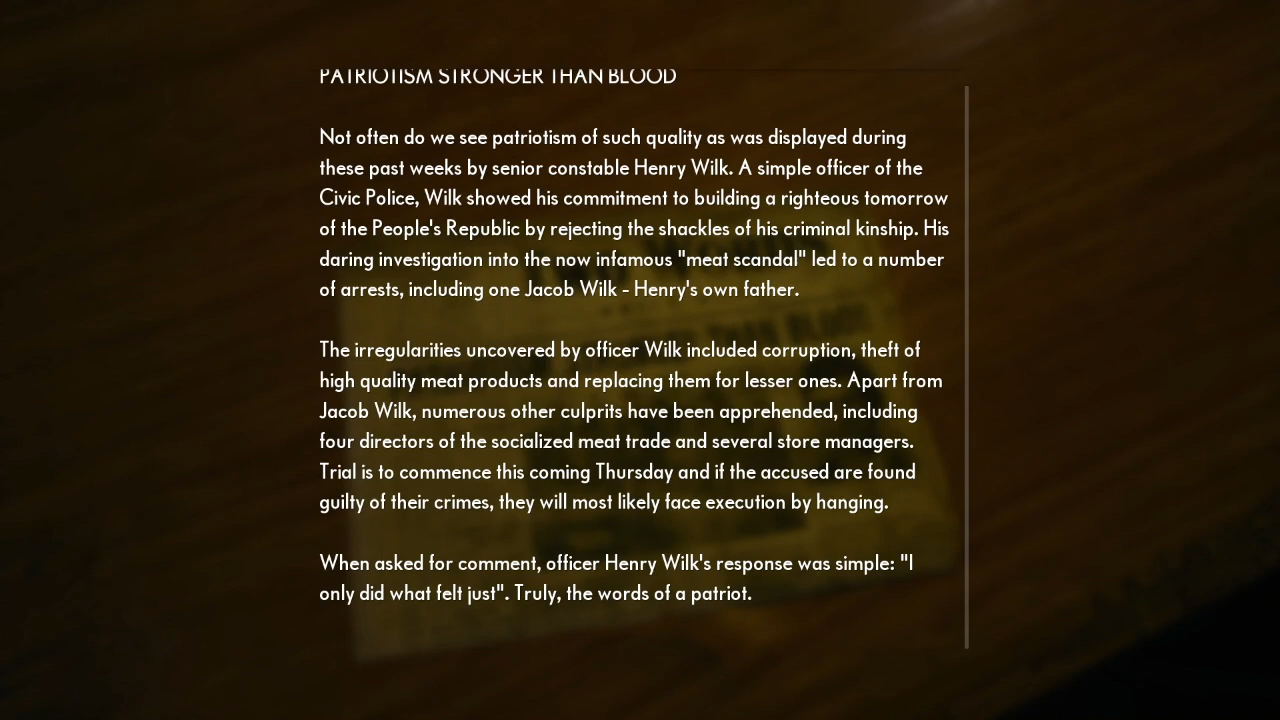 PATRIOTISM STRONGER THAN BLOOD
Not often do we see patriotism of such quality as was displayed during
these past weeks by senior constable Henry Wilk. A simple officer of the
Civic Police, Wilk showed his commitment to building a righteous tomorrow
of the People's Republic by rejecting the shackles of his criminal kinship. His
daring investigation into the now infamous "meat scandal" led to a number
of arrests, including one Jacob Wilk - Henry's own father.
The irregularities uncovered by officer Wilk included corruption, theft of
high quality meat products and replacing them for lesser ones. Apart from
Jacob Wilk, numerous other culprits have been apprehended, including
four directors of the socialized meat trade and several store managers.
Trial is to commence this coming Thursday and if the accused are found
guilty of their crimes, they will most likely face execution by hanging.
When asked for comment, officer Henry Wilk's response was simple: "I
only did what felt just". Truly, the words of a patriot.